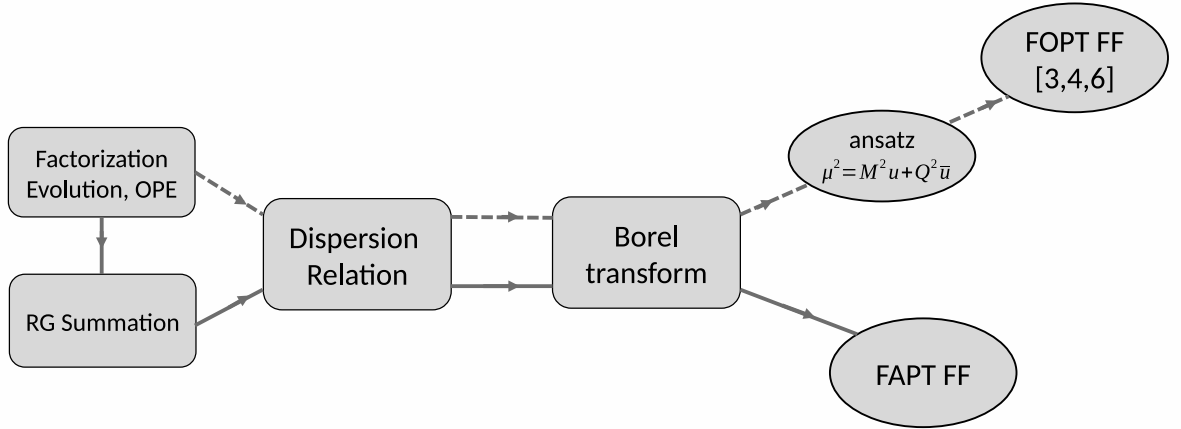 Factorization
Evolution, OPE
RG Summation
Dispersion
Relation
Borel
transform
ansatz
μ²=M²u+Q²u̅
FOPT FF
[3,4,6]
FAPT FF